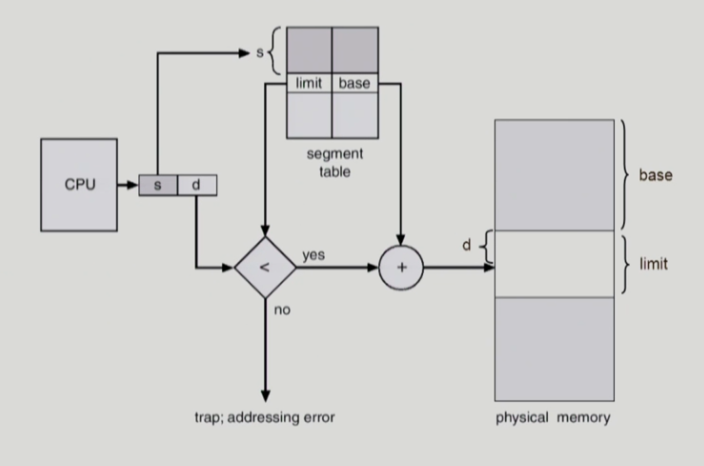 s
limit base
segment
table
CPU
s d
base
d
limit
<
yes
+
no
trap; addressing error
physical memory